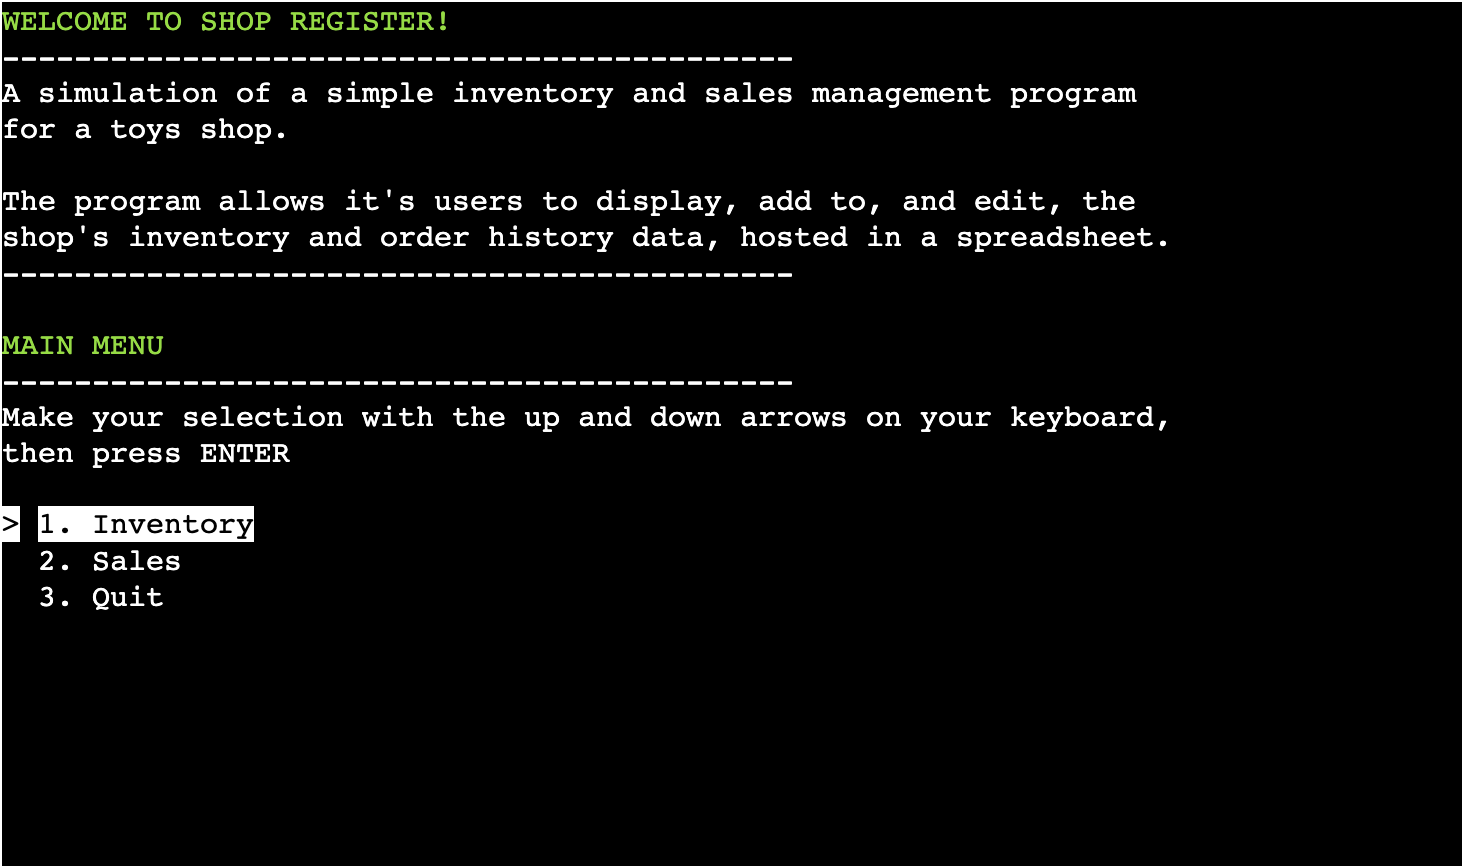 WELCOME TO SHOP REGISTER!
--------------------------------------------
A simulation of a simple inventory and sales management program
for a toys shop.
The program allows it's users to display, add to, and edit, the
shop's inventory and order history data, hosted in a spreadsheet.
--------------------------------------------
MAIN MENU
--------------------------------------------
Make your selection with the up and down arrows on your keyboard,
then press ENTER
> 1. Inventory
2. Sales
3. Quit